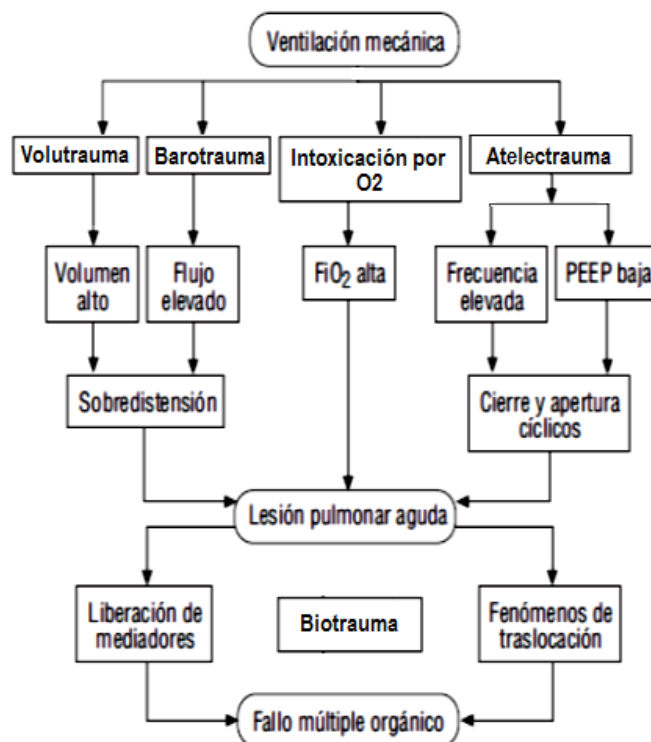 Ventilación mecánica
Volutrauma
Barotrauma
Intoxicación por
O2
Atelectrauma
Volumen
alto
Flujo
elevado
FiO₂ alta
Frecuencia
elevada
PEEP baja
Sobredistensión
Cierre y apertura
cíclicos
Lesión pulmonar aguda
Liberación de
mediadores
Biotrauma
Fenómenos de
traslocación
Fallo múltiple orgánico